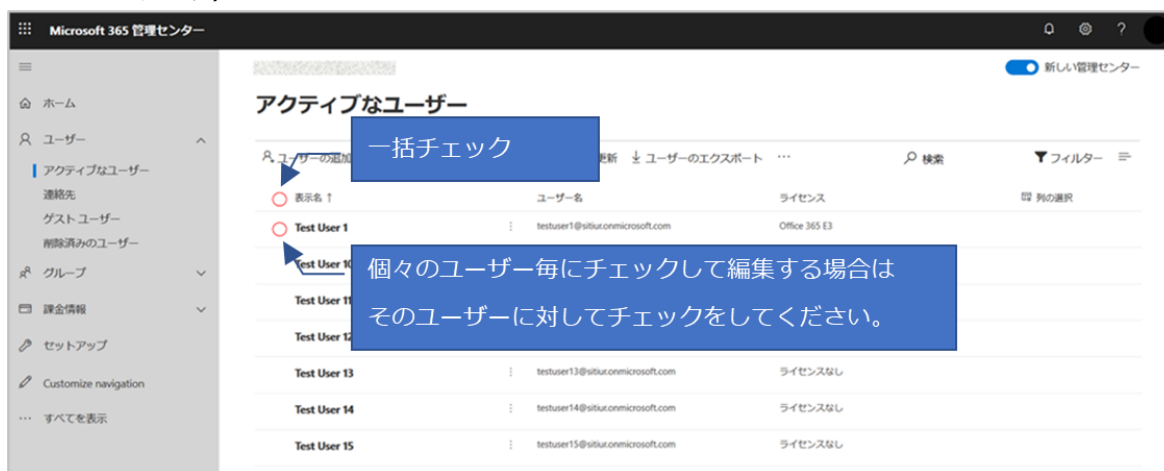 Microsoft 365 管理センター
?
新しい管理センター
ホーム
アクティブなユーザー
ユーザー
一括チェック
ユーザーの追加
更新
ユーザーのエクスポート
…
検索
フィルター
アクティブなユーザー
連絡先
表示名 ↑
ユーザー名
ライセンス
列の選択
ゲスト ユーザー
Test User 1
testuser1@sitiur.onmicrosoft.com
Office 365 E3
削除済みのユーザー
グループ
Test User 10
個々のユーザー毎にチェックして編集する場合は
課金情報
Test User 11
そのユーザーに対してチェックをしてください。
セットアップ
Test User 12
Customize navigation
Test User 13
testuser13@sitiur.onmicrosoft.com
ライセンスなし
… すべてを表示
Test User 14
testuser14@sitiur.onmicrosoft.com
ライセンスなし
Test User 15
testuser15@sitiur.onmicrosoft.com
ライセンスなし